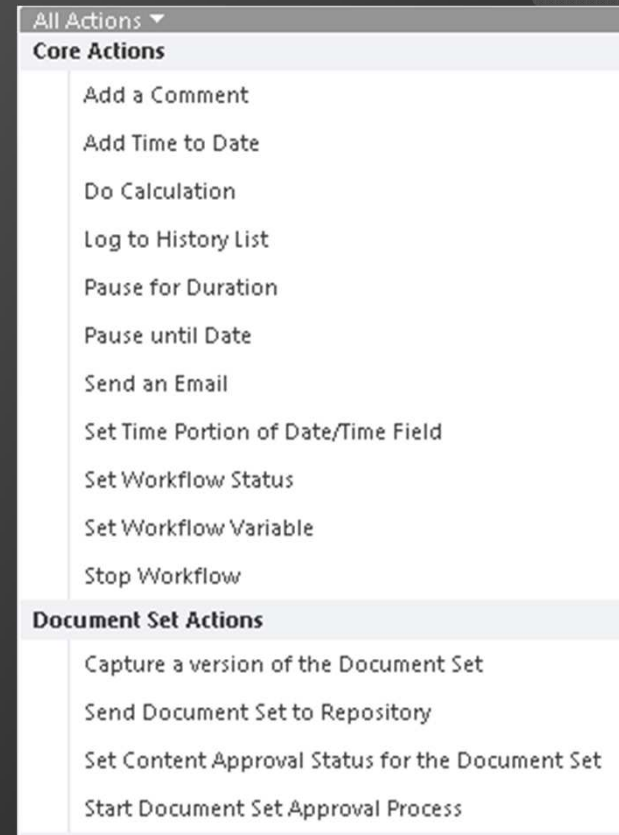 All Actions
Core Actions
Add a Comment
Add Time to Date
Do Calculation
Log to History List
Pause for Duration
Pause until Date
Send an Email
Set Time Portion of Date/Time Field
Set Workflow Status
Set Workflow Variable
Stop Workflow
Document Set Actions
Capture a version of the Document Set
Send Document Set to Repository
Set Content Approval Status for the Document Set
Start Document Set Approval Process